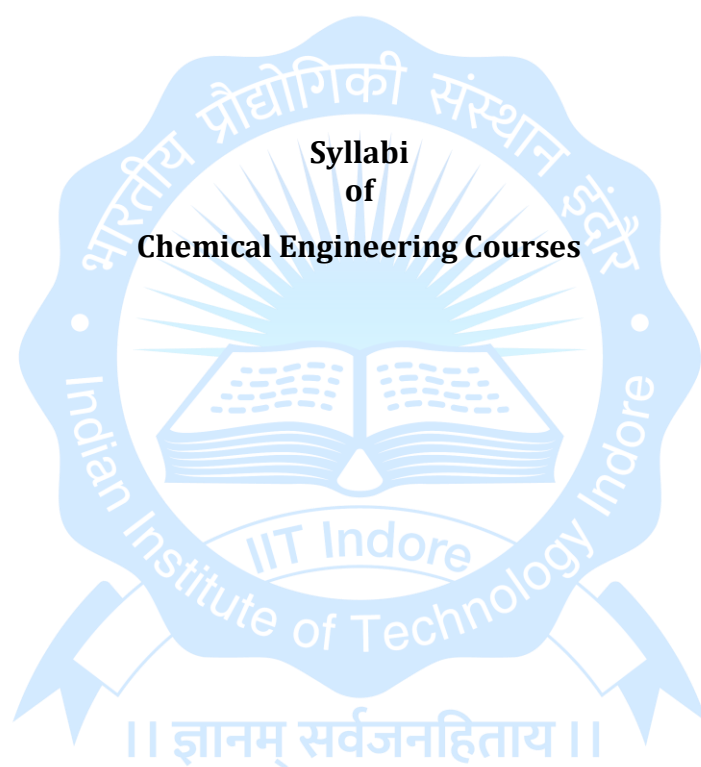 भारतीय प्रौद्योगिकी संस्थान इंदौर
Syllabi
of
Chemical Engineering Courses
IIT Indore
Indian Institute of Technology Indore
।। ज्ञानम् सर्वजनहिताय ।।